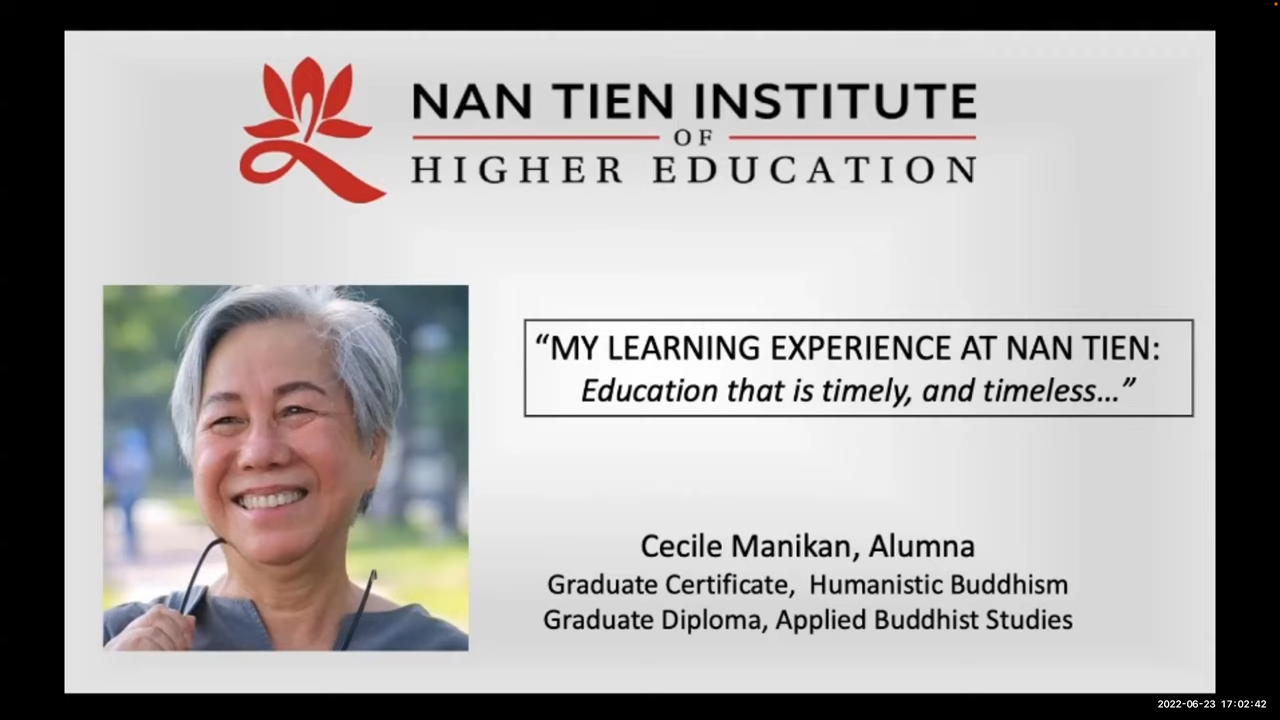 NAN TIEN INSTITUTE
OF
HIGHER EDUCATION
“MY LEARNING EXPERIENCE AT NAN TIEN:
Education that is timely, and timeless...”
Cecile Manikan, Alumna
Graduate Certificate, Humanistic Buddhism
Graduate Diploma, Applied Buddhist Studies
2022-06-23 17:02:42